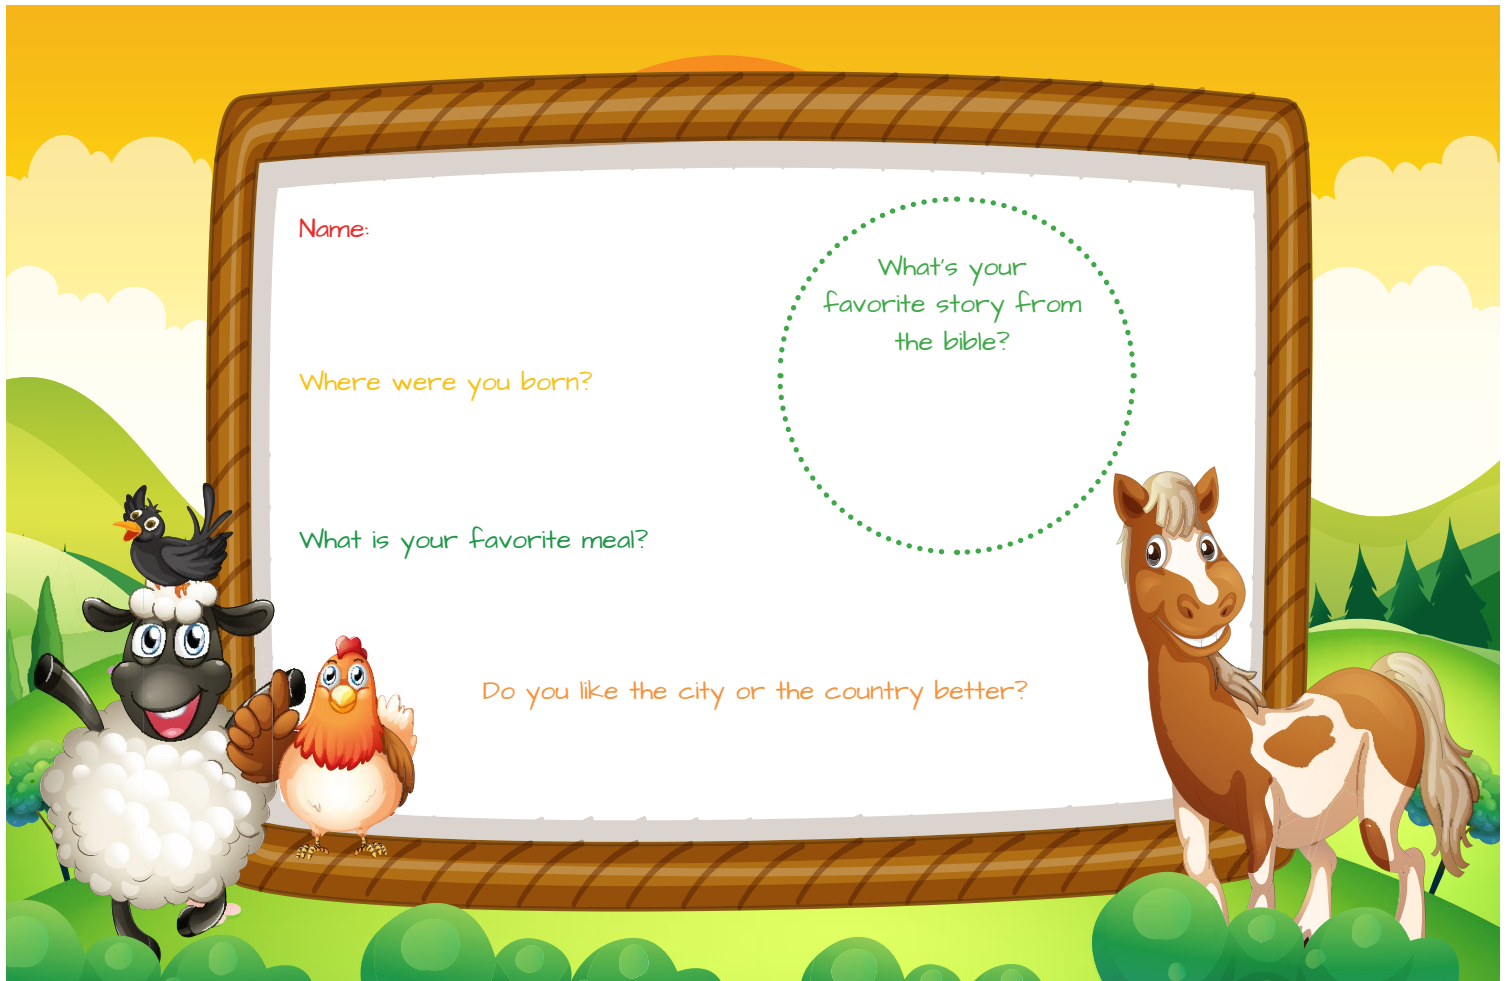 Name:
What's your
favorite story from
the bible?
Where were you born?
What is your favorite meal?
Do you like the city or the country better?